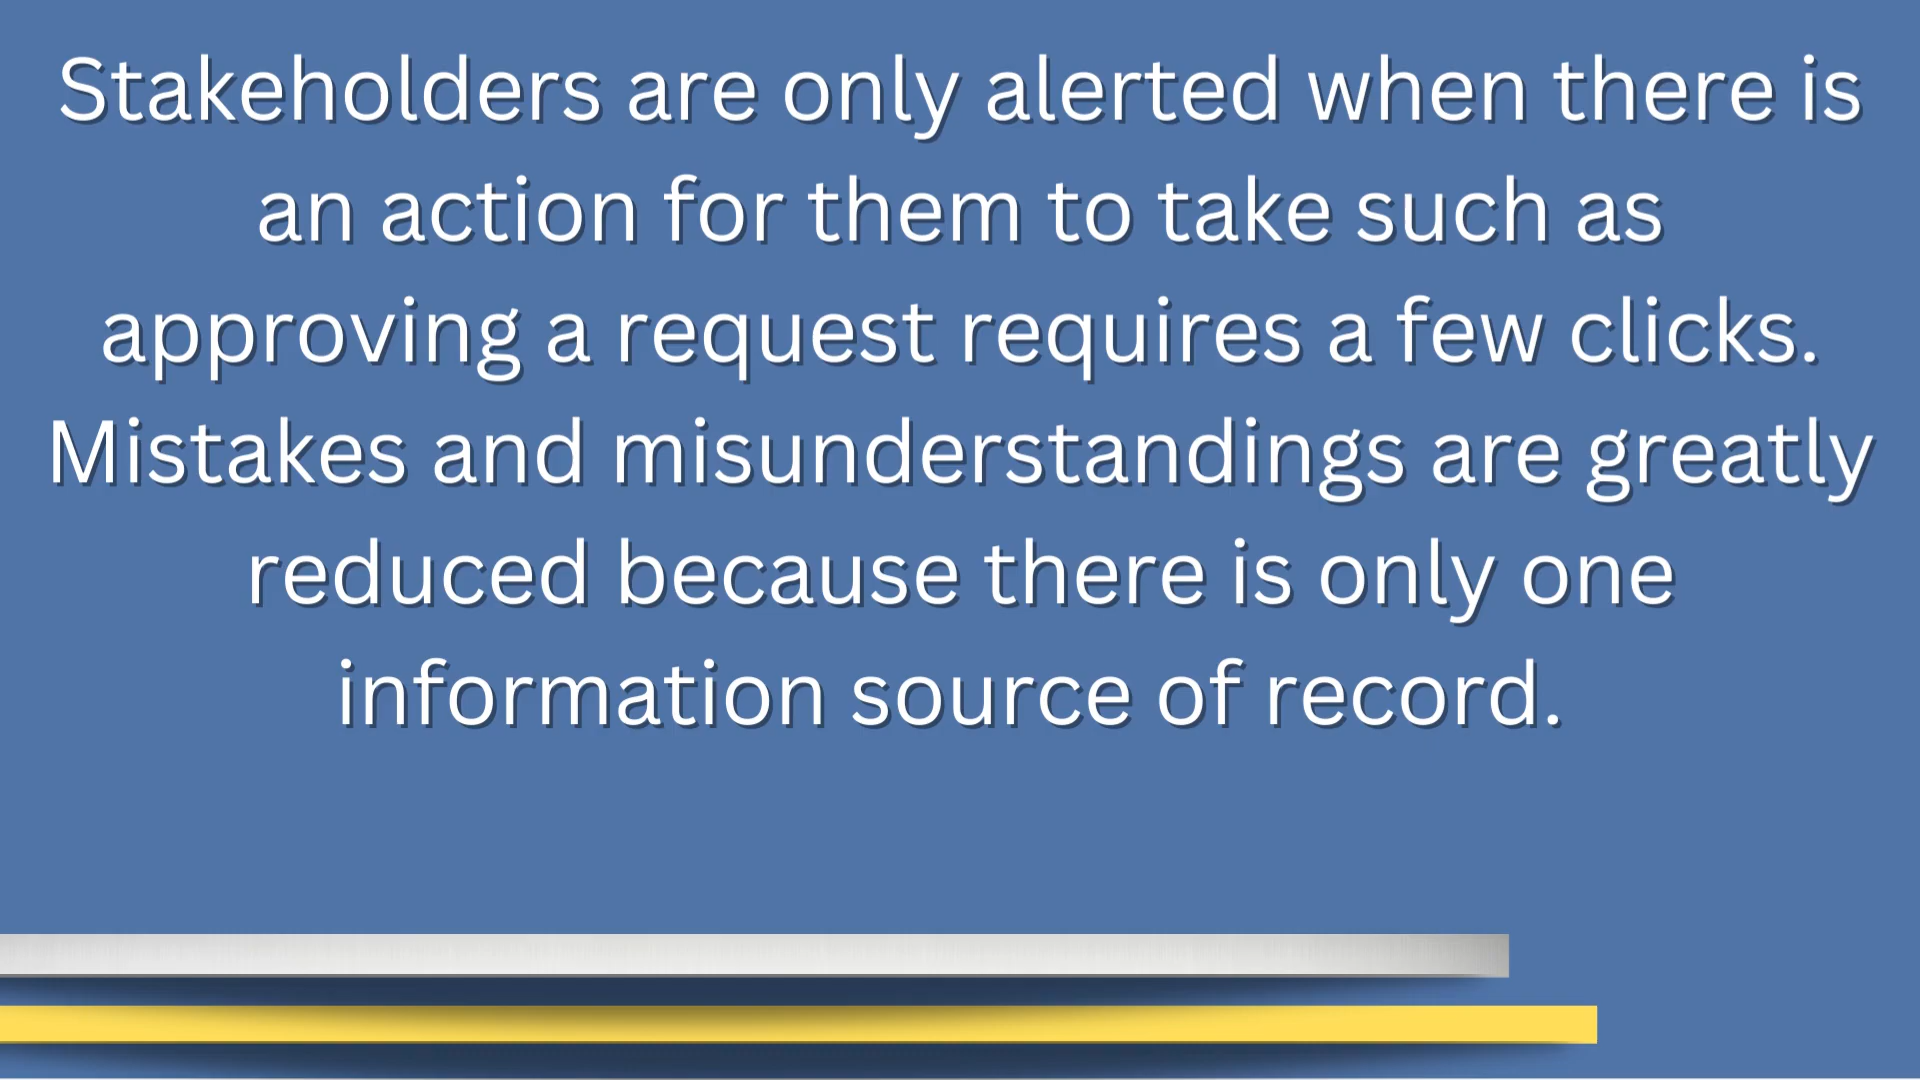 Stakeholders are only alerted when there is
an action for them to take such as
approving a request requires a few clicks.
Mistakes and misunderstandings are greatly
reduced because there is only one
information source of record.